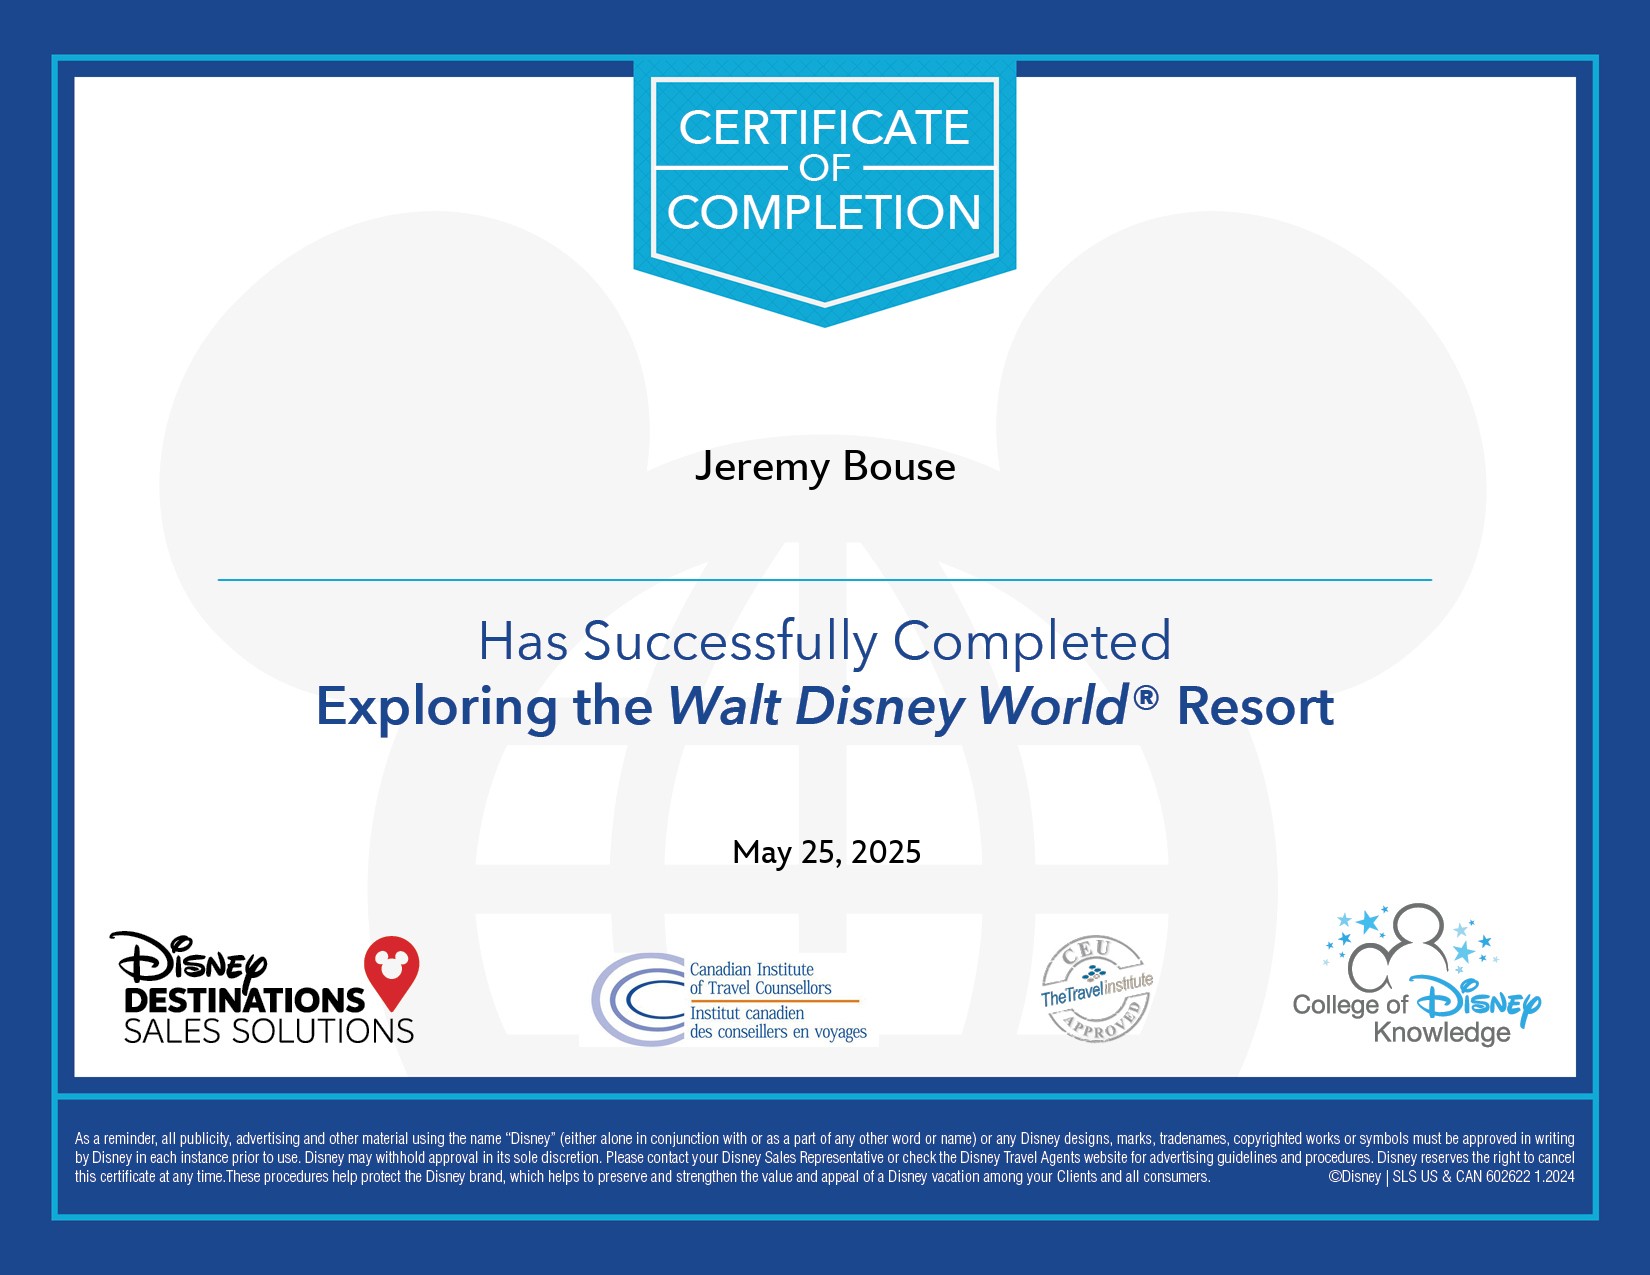 CERTIFICATE
OF
COMPLETION
Jeremy Bouse
Has Successfully Completed
Exploring the Walt Disney World® Resort
May 25, 2025
Disney
DESTINATIONS
SALES SOLUTIONS
Canadian Institute
of Travel Counsellors
Institut canadien
des conseillers en voyages
CEU
TheTravelinstitute
APPROVED
College of Disney
Knowledge
As a reminder, all publicity, advertising and other material using the name “Disney” (either alone in conjunction with or as a part of any other word or name) or any Disney designs, marks, tradenames, copyrighted works or symbols must be approved in writing
by Disney in each instance prior to use. Disney may withhold approval in its sole discretion. Please contact your Disney Sales Representative or check the Disney Travel Agents website for advertising guidelines and procedures. Disney reserves the right to cancel
this certificate at any time.These procedures help protect the Disney brand, which helps to preserve and strengthen the value and appeal of a Disney vacation among your Clients and all consumers. ©Disney | SLS US & CAN 602622 1.2024